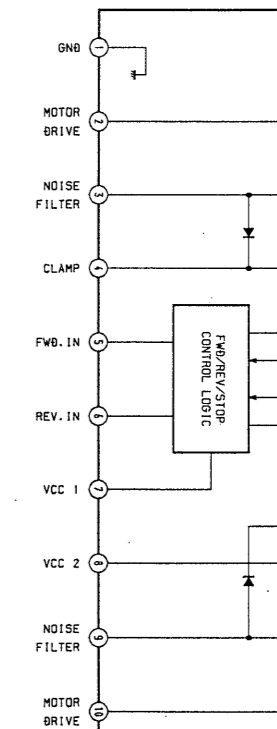 GND
1
MOTOR
DRIVE
2
NOISE
FILTER
3
CLAMP
4
FWD.IN
5
FWD/REV/STOP
CONTROL LOGIC
REV.IN
6
VCC 1
7
VCC 2
8
NOISE
FILTER
9
MOTOR
DRIVE
10